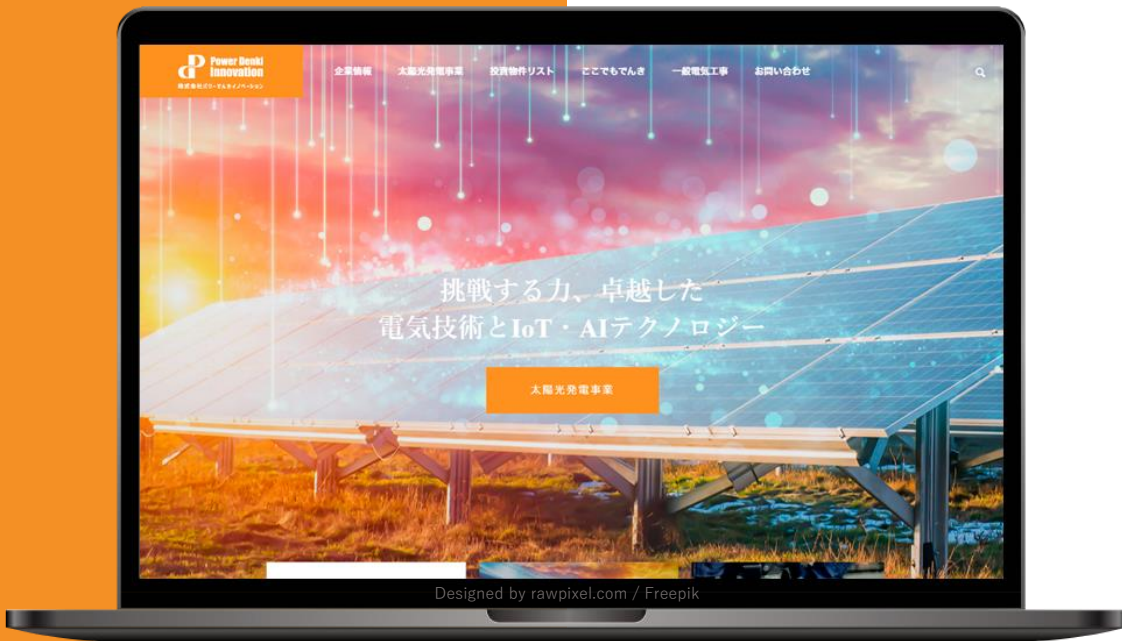 Power Denki
Innovation
株式会社パワーでんきイノベーション
企業情報 太陽光発電事業 投資物件リスト ここでもでんき 一般電気工事 お問い合わせ
挑戦する力、卓越した
電気技術とIoT・AIテクノロジー
太陽光発電事業
Designed by rawpixel.com / Freepik